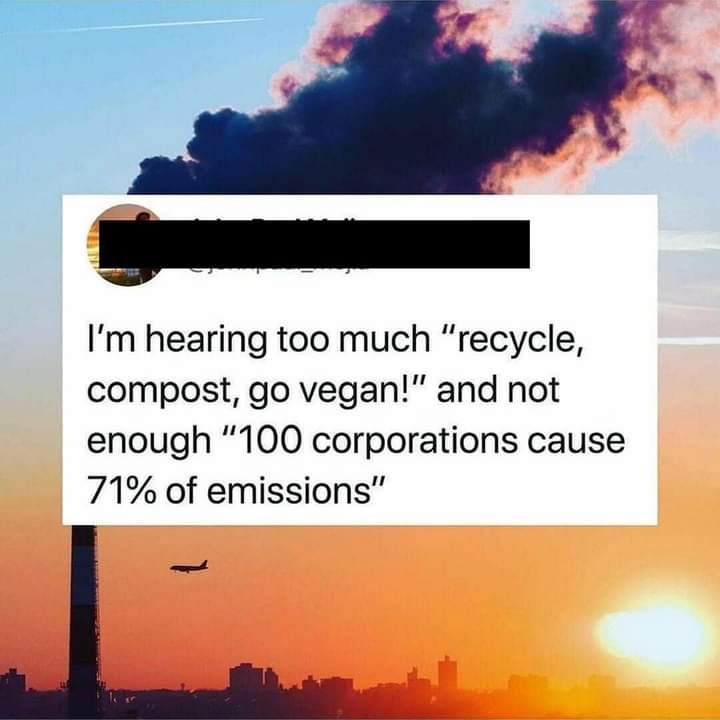 I'm hearing too much "recycle,
compost, go vegan!" and not
enough "100 corporations cause
71% of emissions"